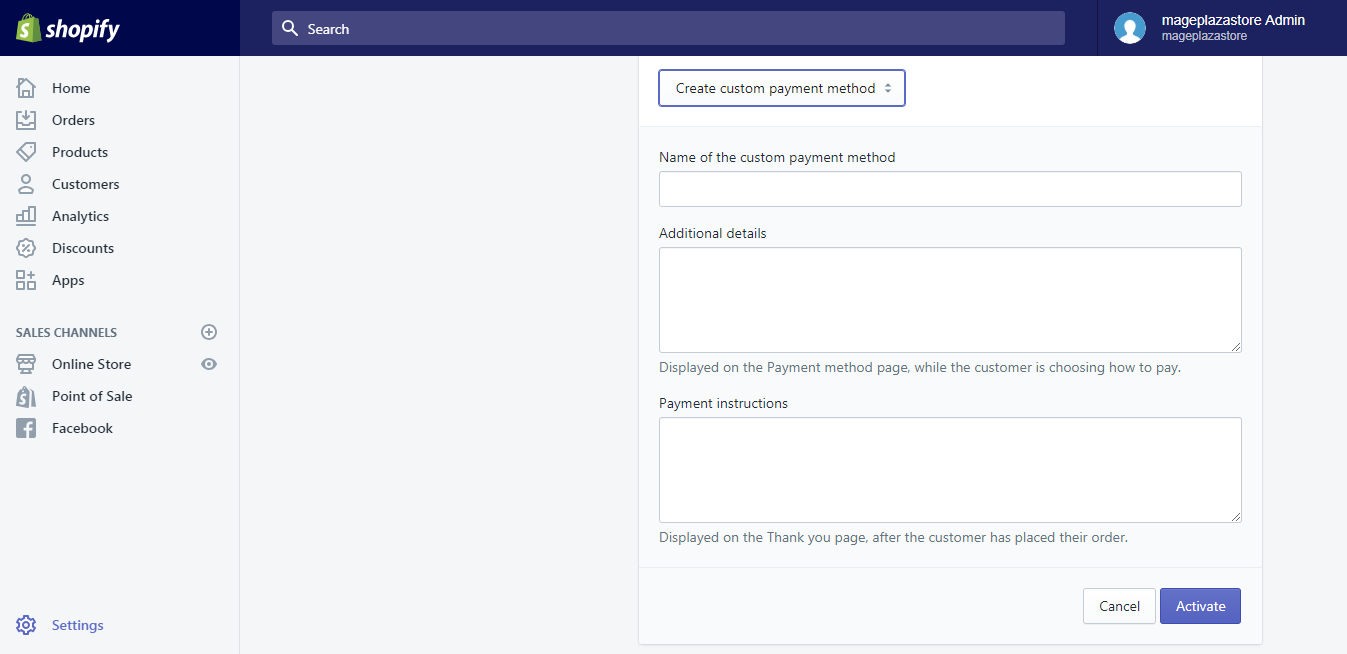 shopify
Search
mageplazastore Admin
mageplazastore
Home
Orders
Products
Customers
Analytics
Discounts
Apps
SALES CHANNELS
Online Store
Point of Sale
Facebook
Settings
Create custom payment method
Name of the custom payment method
Additional details
Displayed on the Payment method page, while the customer is choosing how to pay.
Payment instructions
Displayed on the Thank you page, after the customer has placed their order.
Cancel
Activate